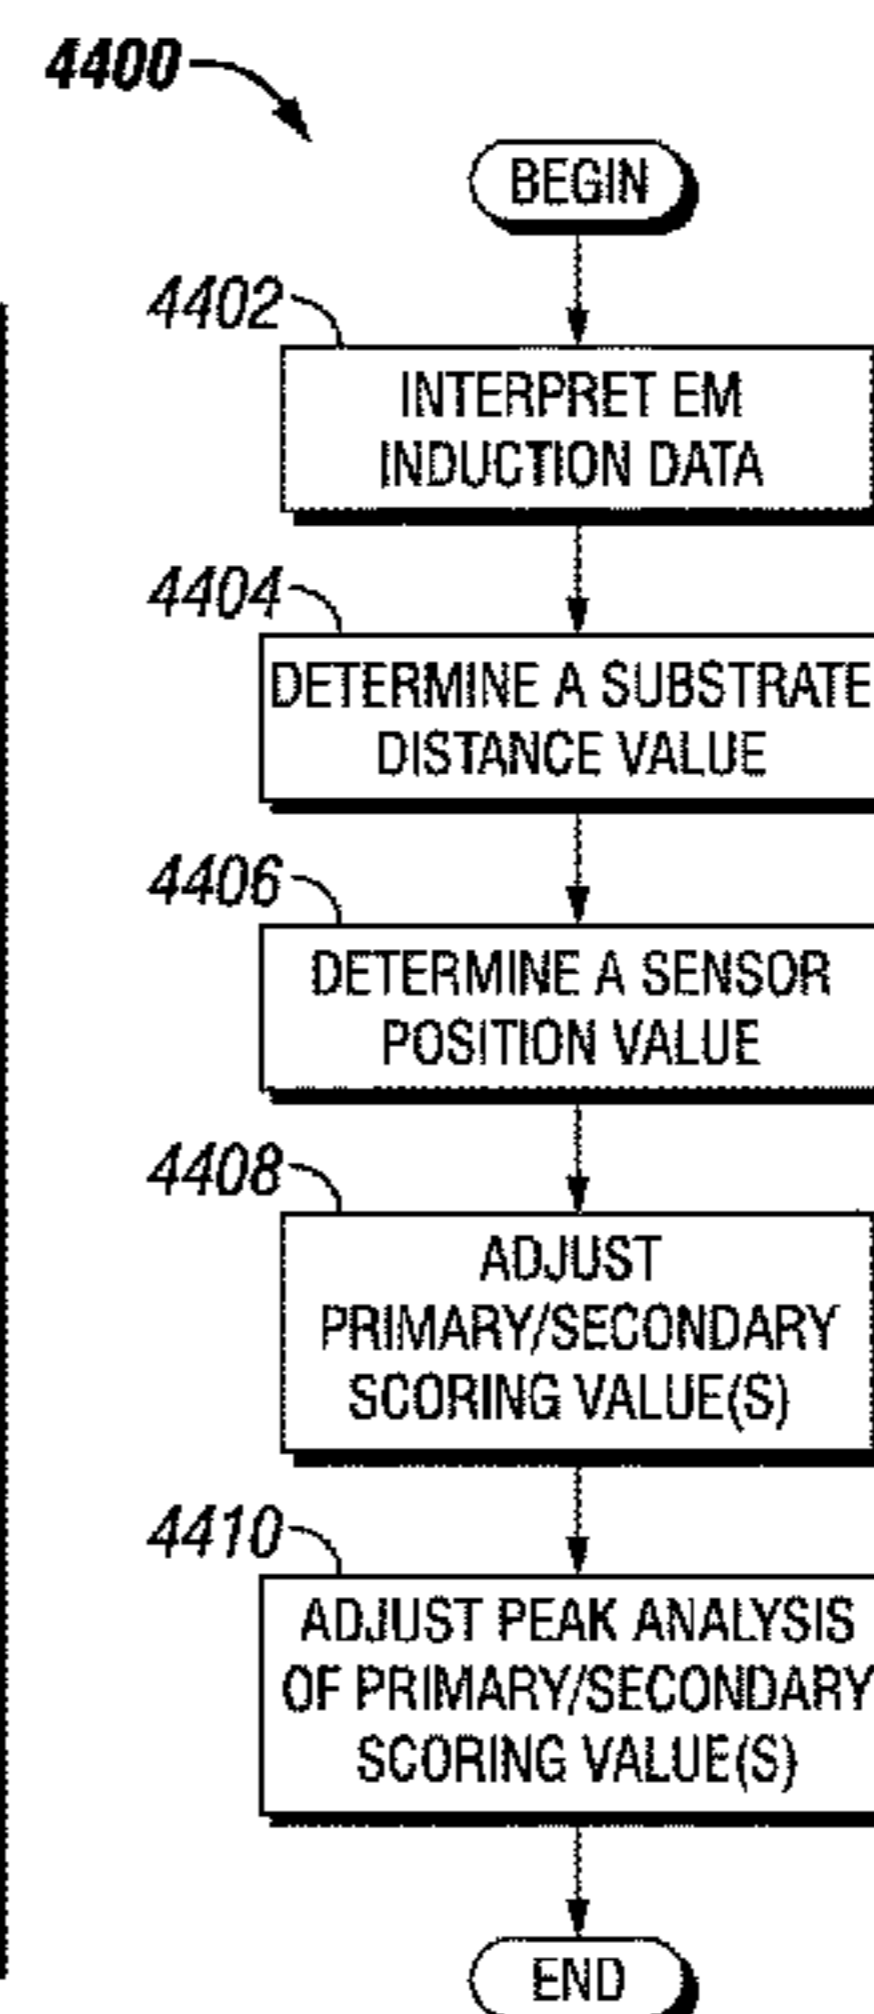 4400
BEGIN
4402
INTERPRET EM
INDUCTION DATA
4404
DETERMINE A SUBSTRATE
DISTANCE VALUE
4406
DETERMINE A SENSOR
POSITION VALUE
4408
ADJUST
PRIMARY/SECONDARY
SCORING VALUE(S)
4410
ADJUST PEAK ANALYSIS
OF PRIMARY/SECONDARY
SCORING VALUE(S)
END